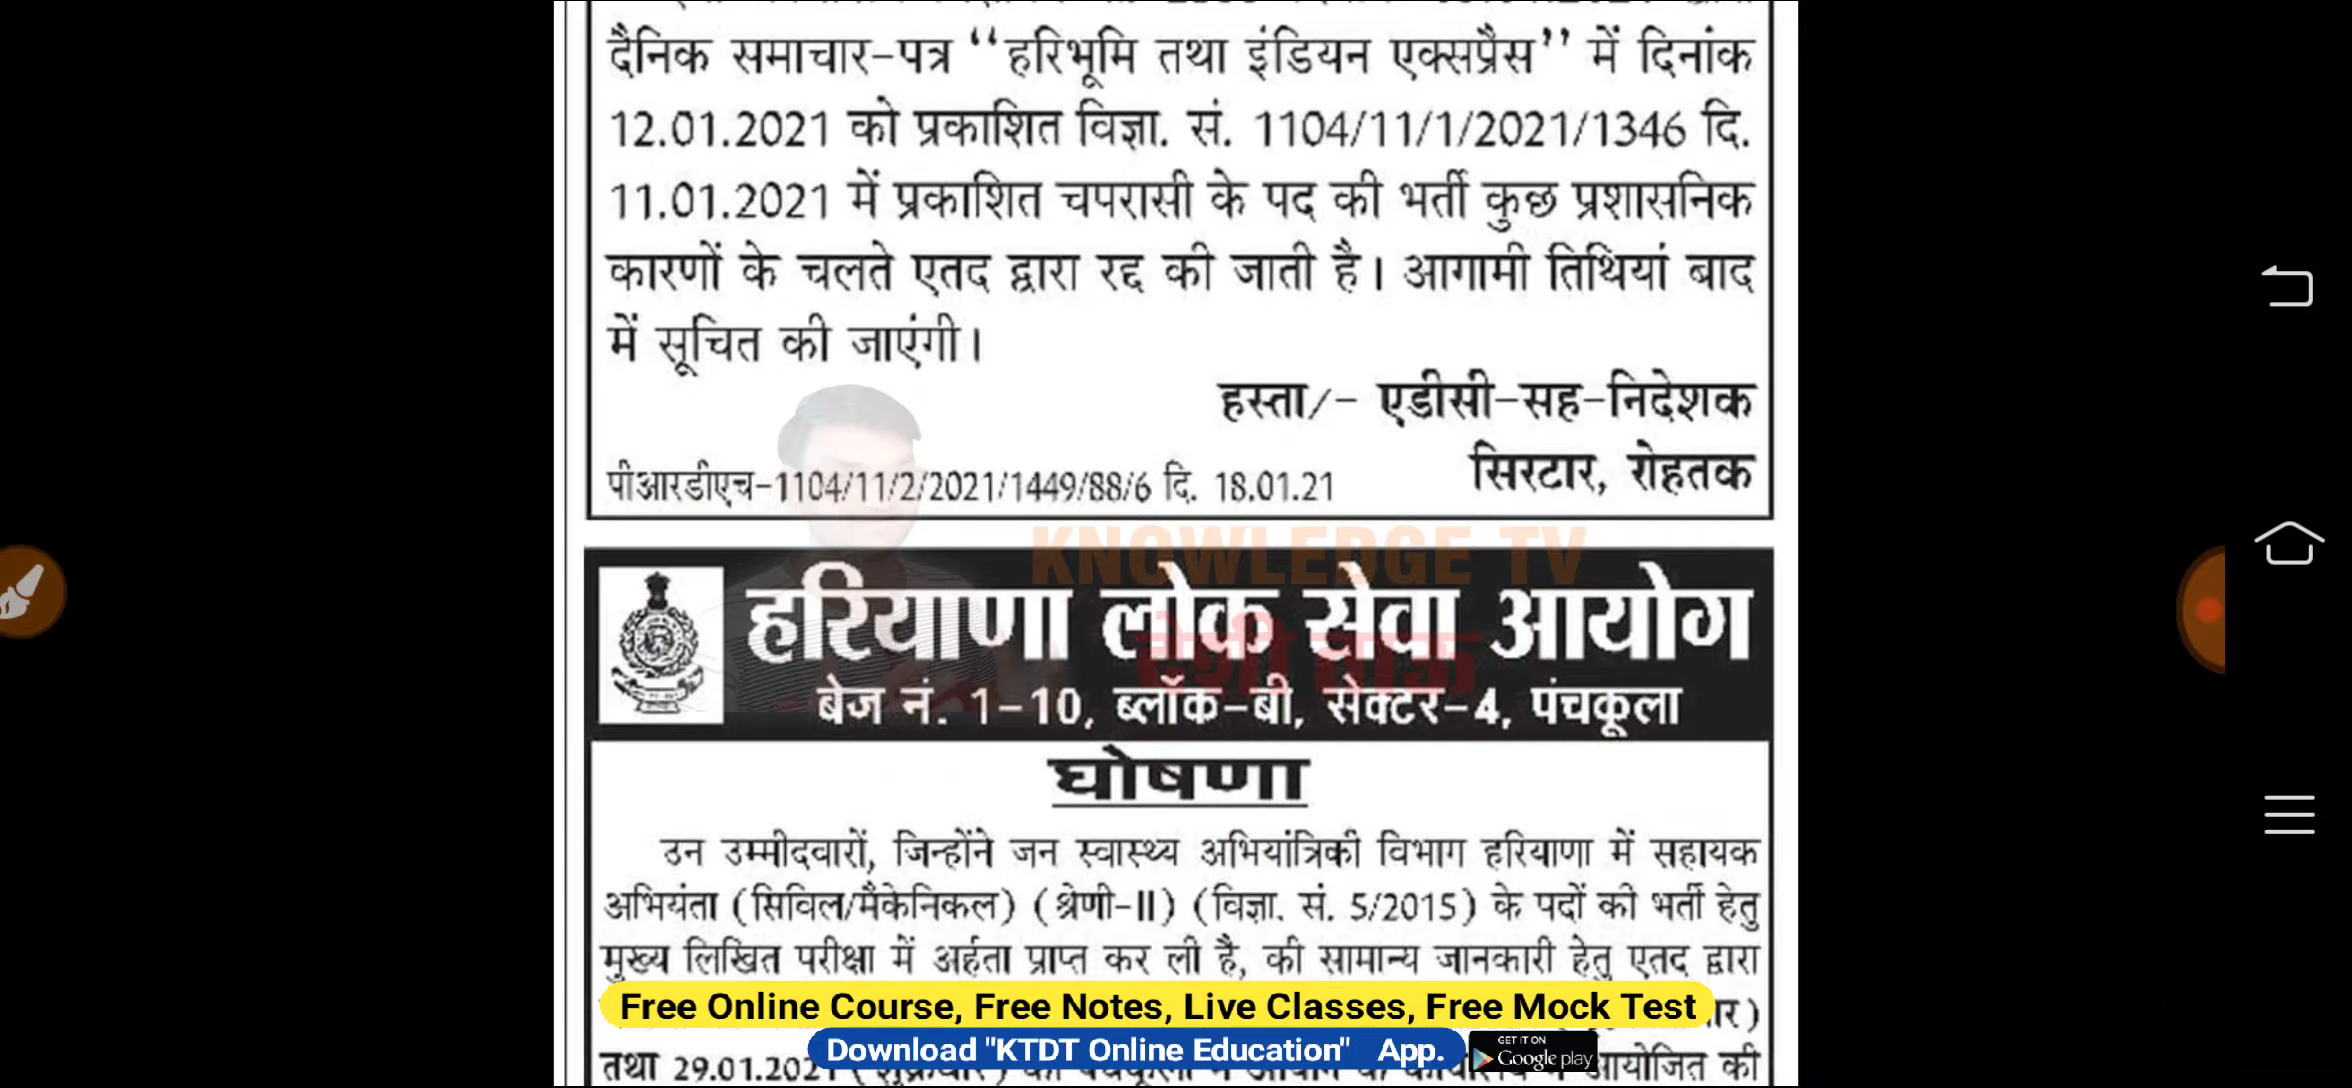 दैनिक समाचार-पत्र “हरिभूमि तथा इंडियन एक्सप्रैस” में दिनांक
12.01.2021 को प्रकाशित विज्ञा. सं. 1104/11/1/2021/1346 दि.
11.01.2021 में प्रकाशित चपरासी के पद की भर्ती कुछ प्रशासनिक
कारणों के चलते एतद द्वारा रद्द की जाती है। आगामी तिथियां बाद
में सूचित की जाएंगी।
हस्ता/- एडीसी-सह-निदेशक
सिरटार, रोहतक
पीआरडीएच-1104/11/2/2021/1449/88/6 दि. 18.01.21
KNOWLEDGE TV
हरियाणा लोक सेवा आयोग
देशी ताऊ
बेज नं. 1-10, ब्लॉक-बी, सेक्टर-4, पंचकूला
घोषणा
उन उम्मीदवारों, जिन्होंने जन स्वास्थ्य अभियांत्रिकी विभाग हरियाणा में सहायक
अभियंता (सिविल/मैकेनिकल) (श्रेणी-II) (विज्ञा. सं. 5/2015) के पदों की भर्ती हेतु
मुख्य लिखित परीक्षा में अर्हता प्राप्त कर ली है, की सामान्य जानकारी हेतु एतद द्वारा
Free Online Course, Free Notes, Live Classes, Free Mock Test
Download "KTDT Online Education" App.
GET IT ON
Google play
तथा 29.01.2021 आयोजित की